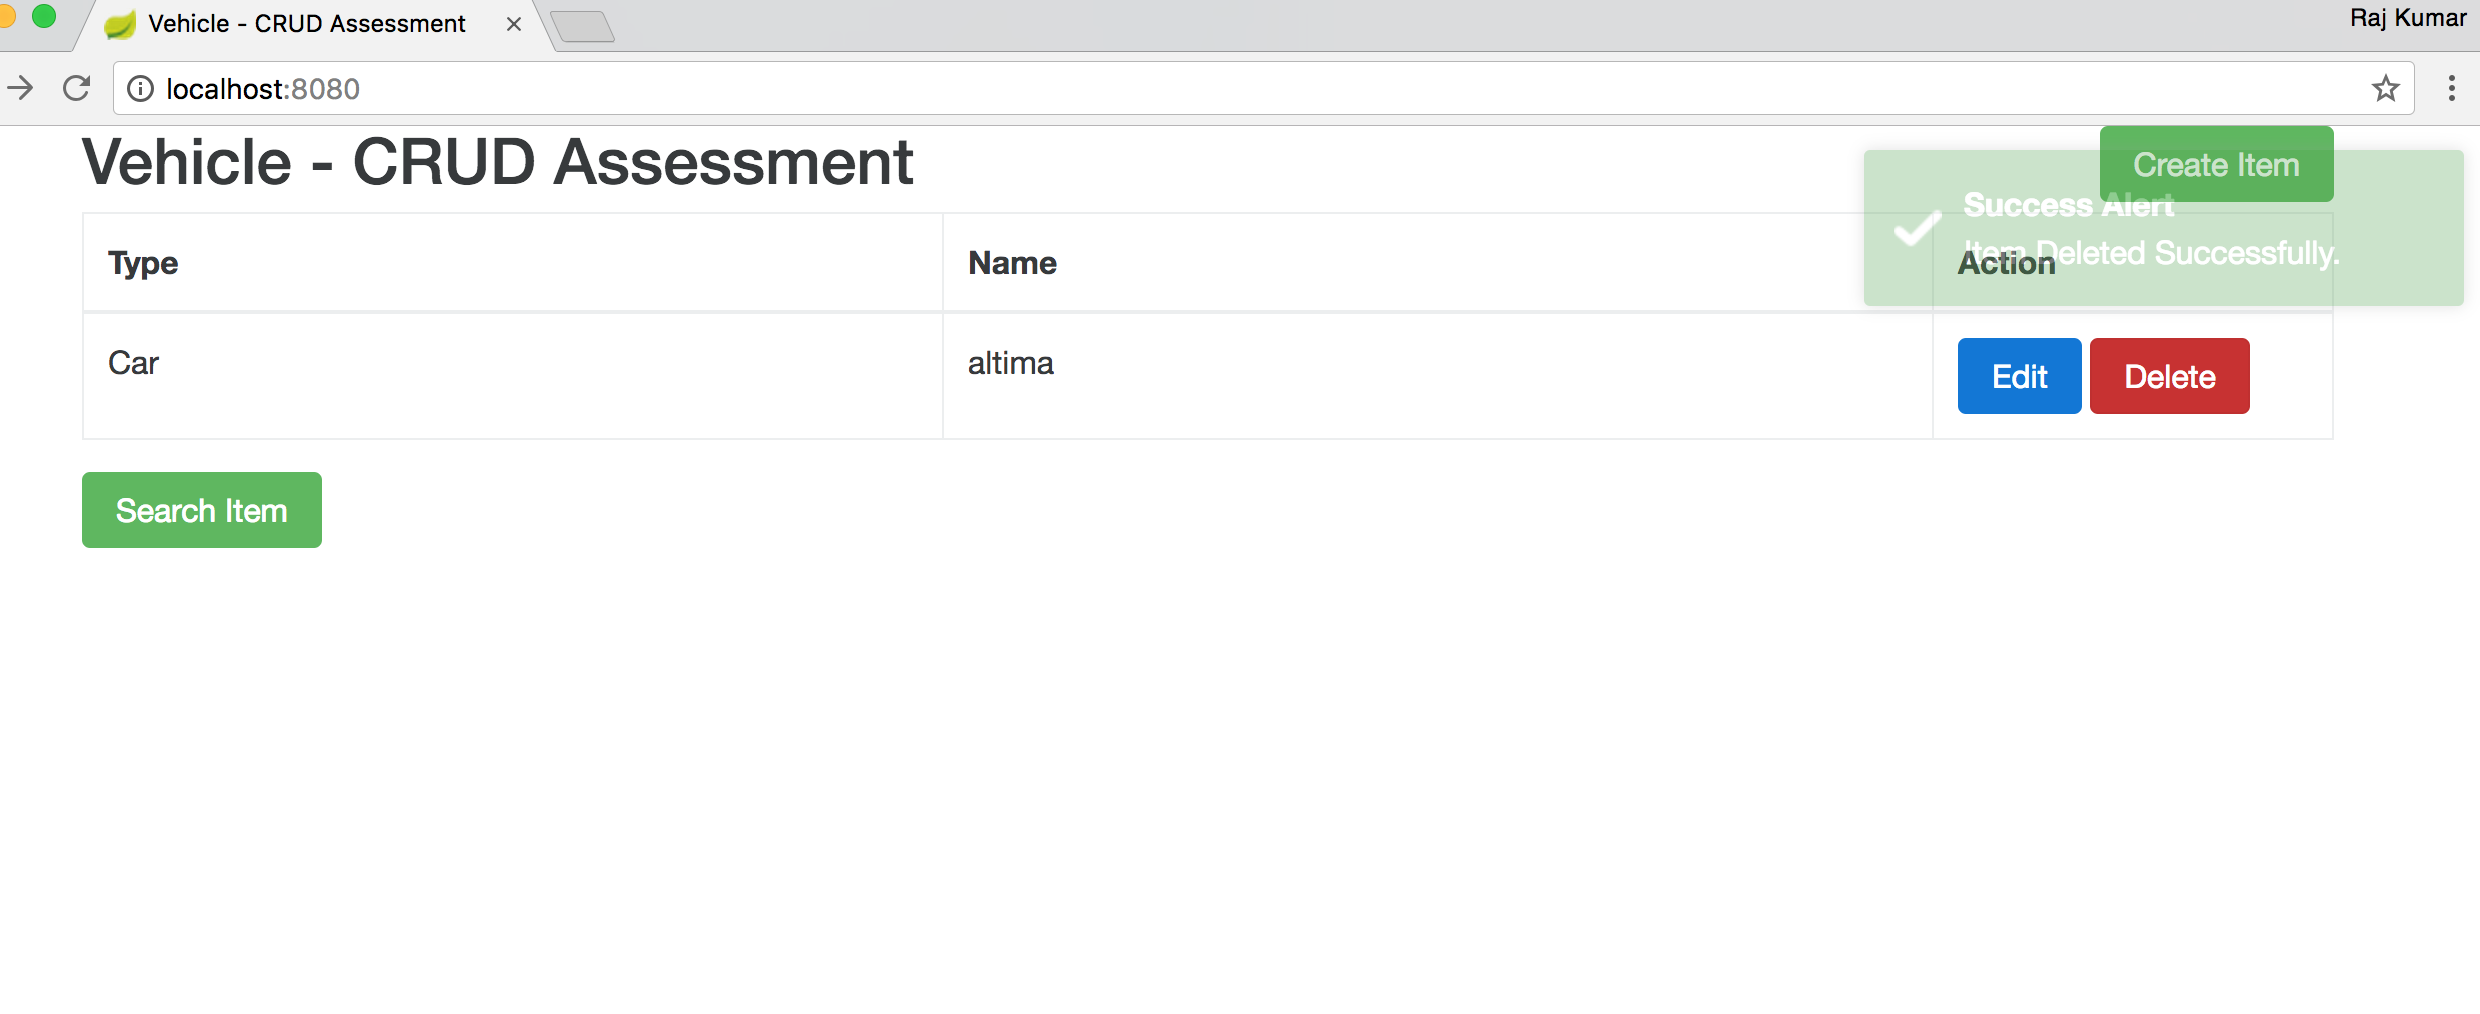 Vehicle - CRUD Assessment
Raj Kumar
localhost:8080
Vehicle - CRUD Assessment
Create Item
Success Alert
Item Deleted Successfully.
Type Name Action
Car altima Edit Delete
Search Item